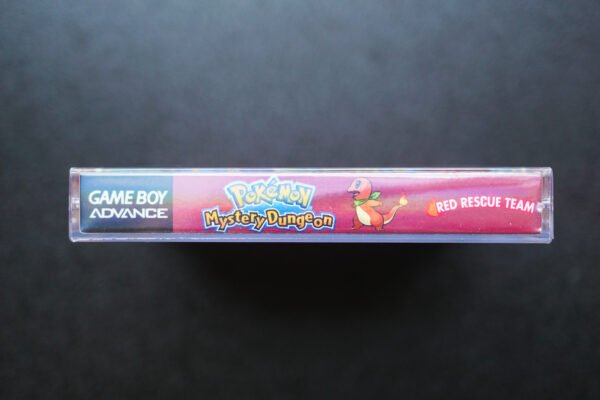 GAME BOY
ADVANCE
POKéMON
Mystery Dungeon
RED RESCUE TEAM